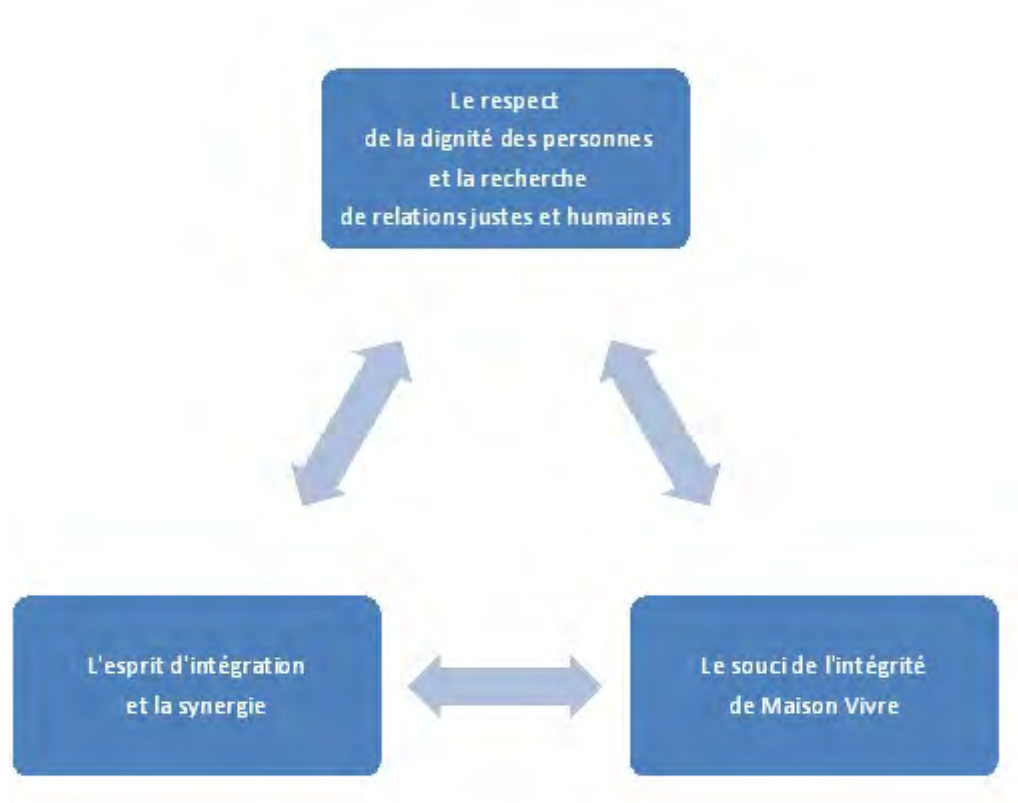 Le respect
de la dignité des personnes
et la recherche
de relations justes et humaines
L'esprit d'intégration
et la synergie
Le souci de l'intégrité
de Maison Vivre